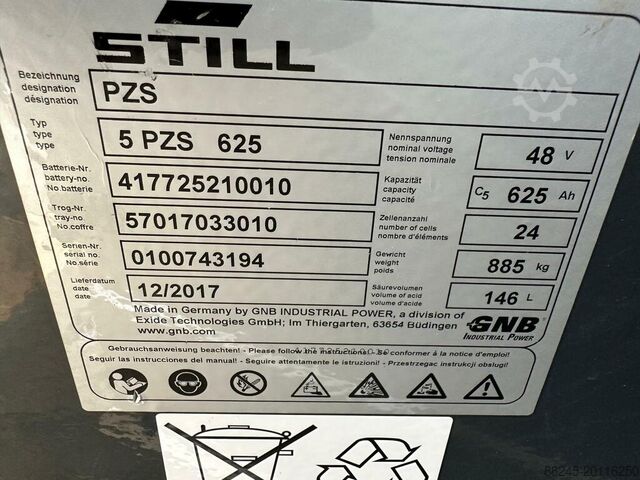 STILL
Bezeichnung
designation
désignation
PZS
Typ
type
type
5 PZS 625
Nennspannung
nominal voltage
tension nominale
48 V
Batterie-Nr.
battery-no.
No.batterie
417725210010
Kapazität
capacity
capacité
C5 625 Ah
Trog-Nr.
tray-no.
No.coffre
57017033010
Zellenanzahl
number of cells
nombre d'éléments
24
Serien-Nr.
serial no.
No.série
0100743194
Gewicht
weight
poids
885 kg
Lieferdatum
date
date
12/2017
Säurevolumen
volume of acid
volume d'acide
146 L
Made in Germany by GNB INDUSTRIAL POWER, a division of
Exide Technologies GmbH; Im Thiergarten, 63654 Büdingen
www.gnb.com
GNB
INDUSTRIAL POWER
Gebrauchsanweisung beachten! - Please follow the instructions! - Se conformer à la notice d'emploi!
Seguir las instrucciones del manual! - Seguire attentamente le istruzioni! - Przestrzegac instrukcji obslugi!
88245-20116250